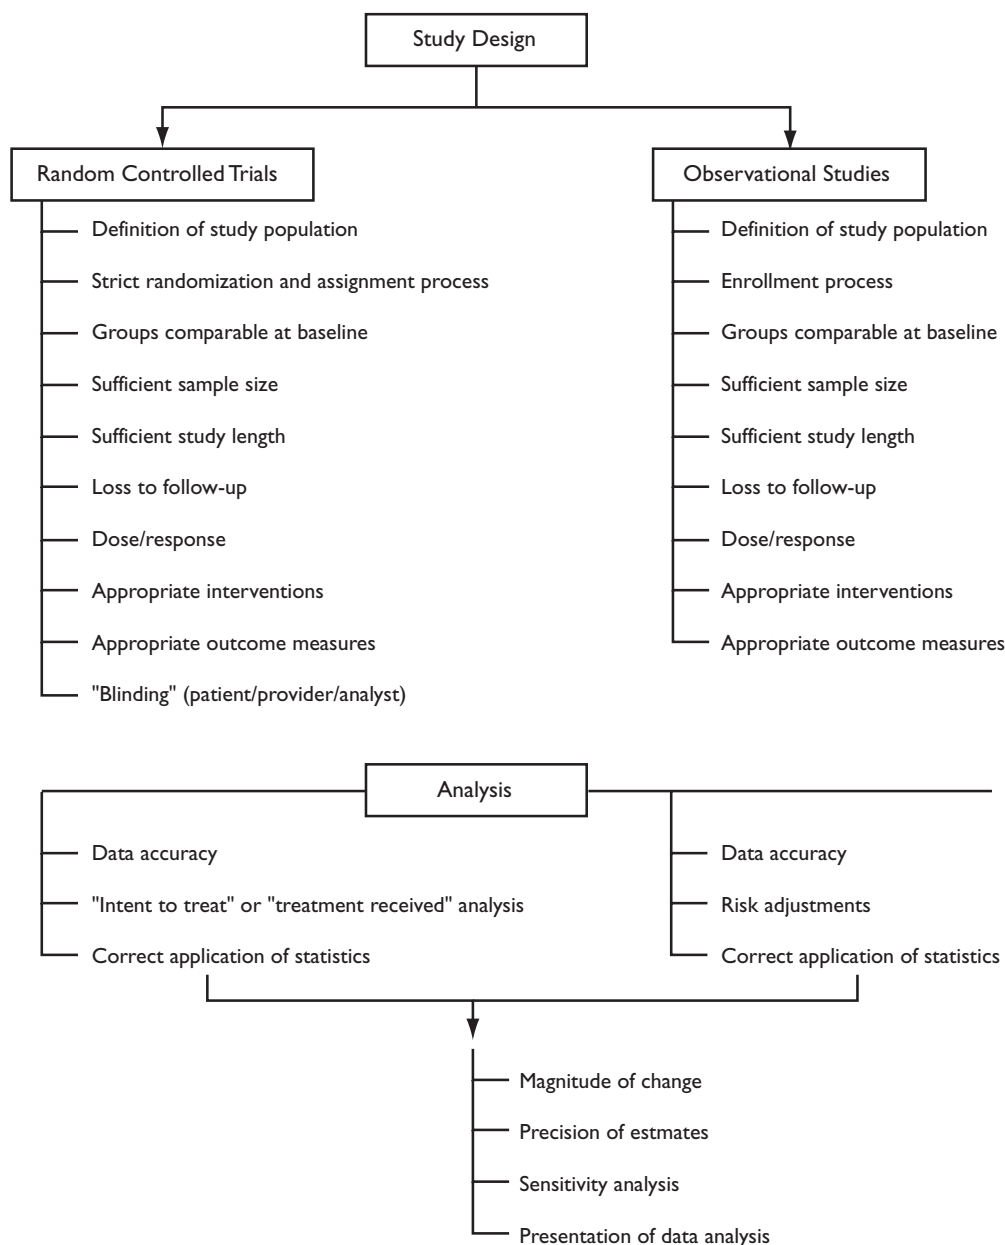 Study Design
Random Controlled Trials
Definition of study population
Strict randomization and assignment process
Groups comparable at baseline
Sufficient sample size
Sufficient study length
Loss to follow-up
Dose/response
Appropriate interventions
Appropriate outcome measures
"Blinding" (patient/provider/analyst)
Observational Studies
Definition of study population
Enrollment process
Groups comparable at baseline
Sufficient sample size
Sufficient study length
Loss to follow-up
Dose/response
Appropriate interventions
Appropriate outcome measures
Analysis
Data accuracy
"Intent to treat" or "treatment received" analysis
Correct application of statistics
Data accuracy
Risk adjustments
Correct application of statistics
Magnitude of change
Precision of estmates
Sensitivity analysis
Presentation of data analysis